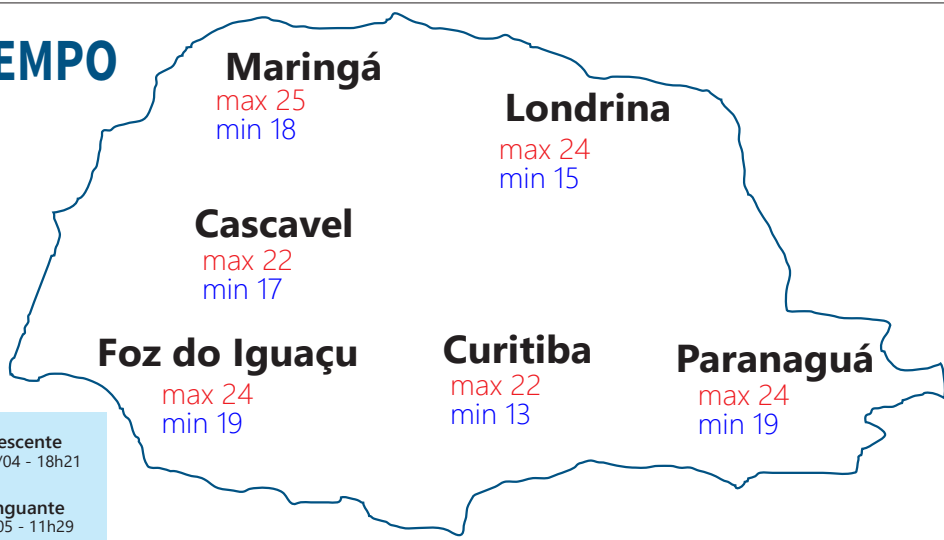 EMPO
Maringá
max 25
min 18
Londrina
max 24
min 15
Cascavel
max 22
min 17
Foz do Iguaçu
max 24
min 19
Curitiba
max 22
min 13
Paranaguá
max 24
min 19
escente
/04 - 18h21
nguante
05 - 11h29